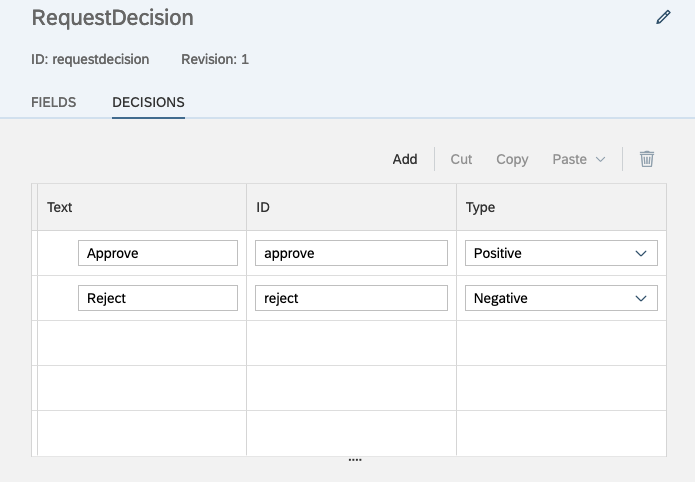 RequestDecision
ID: requestdecision Revision: 1
FIELDS DECISIONS
Add Cut Copy Paste
Text ID Type
Approve approve Positive
Reject reject Negative